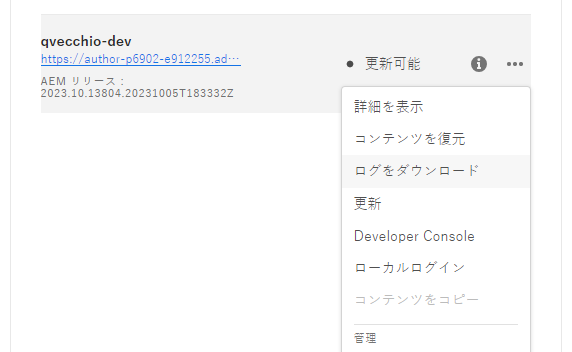 qvecchio-dev
https://author-p6902-e912255.ad…
AEM リリース：
2023.10.13804.20231005T183332Z
更新可能
詳細を表示
コンテンツを復元
ログをダウンロード
更新
Developer Console
ローカルログイン
コンテンツをコピー
管理